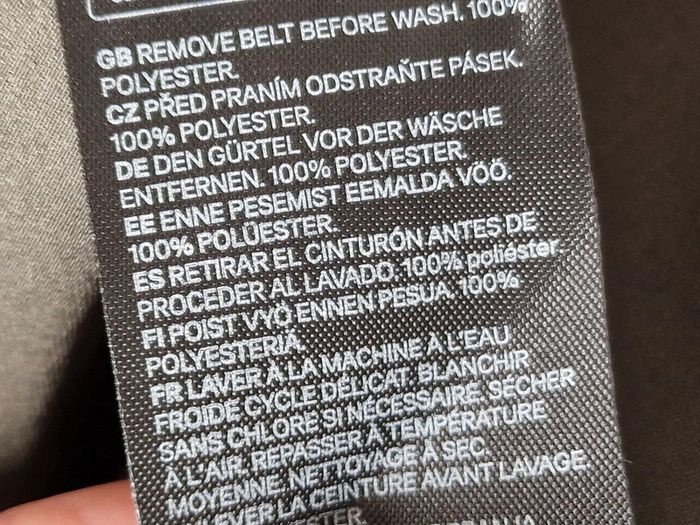 GB REMOVE BELT BEFORE WASH. 100%
POLYESTER.
CZ PŘED PRANÍM ODSTRAŇTE PÁSEK.
100% POLYESTER.
DE DEN GÜRTEL VOR DER WÄSCHE
ENTFERNEN. 100% POLYESTER.
EE ENNE PESEMIST EEMALDA VÖÖ.
100% POLÜESTER.
ES RETIRAR EL CINTURÓN ANTES DE
PROCEDER AL LAVADO. 100% poliéster.
FI POIST VYÖ ENNEN PESUA. 100%
POLYESTERIÄ
FR LAVER À LA MACHINE À L'EAU
FROIDE CYCLE DÉLICAT. BLANCHIR
SANS CHLORE SI NÉCESSAIRE. SÉCHER
À L'AIR. REPASSER À TEMPÉRATURE
MOYENNE. NETTOYAGE À SEC.
LEVER LA CEINTURE AVANT LAVAGE.
ESTER.